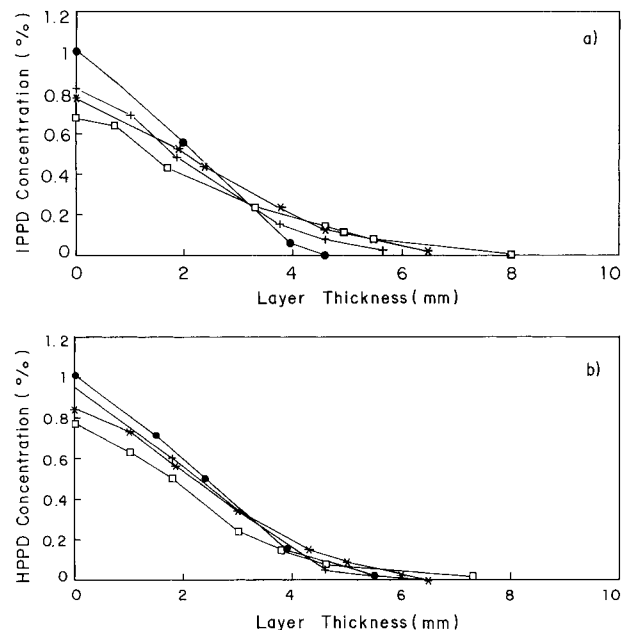 1.2
a)
1
0.8
0.6
0.4
0.2
0
IPPD Concentration (°/%)
0 2 4 6 8 10
Layer Thickness (mm)
1.2
b)
1
0.8
0.6
0.4
0.2
0
HPPD Concentration (°/%)
0 2 4 6 8 10
Layer Thickness (mm)